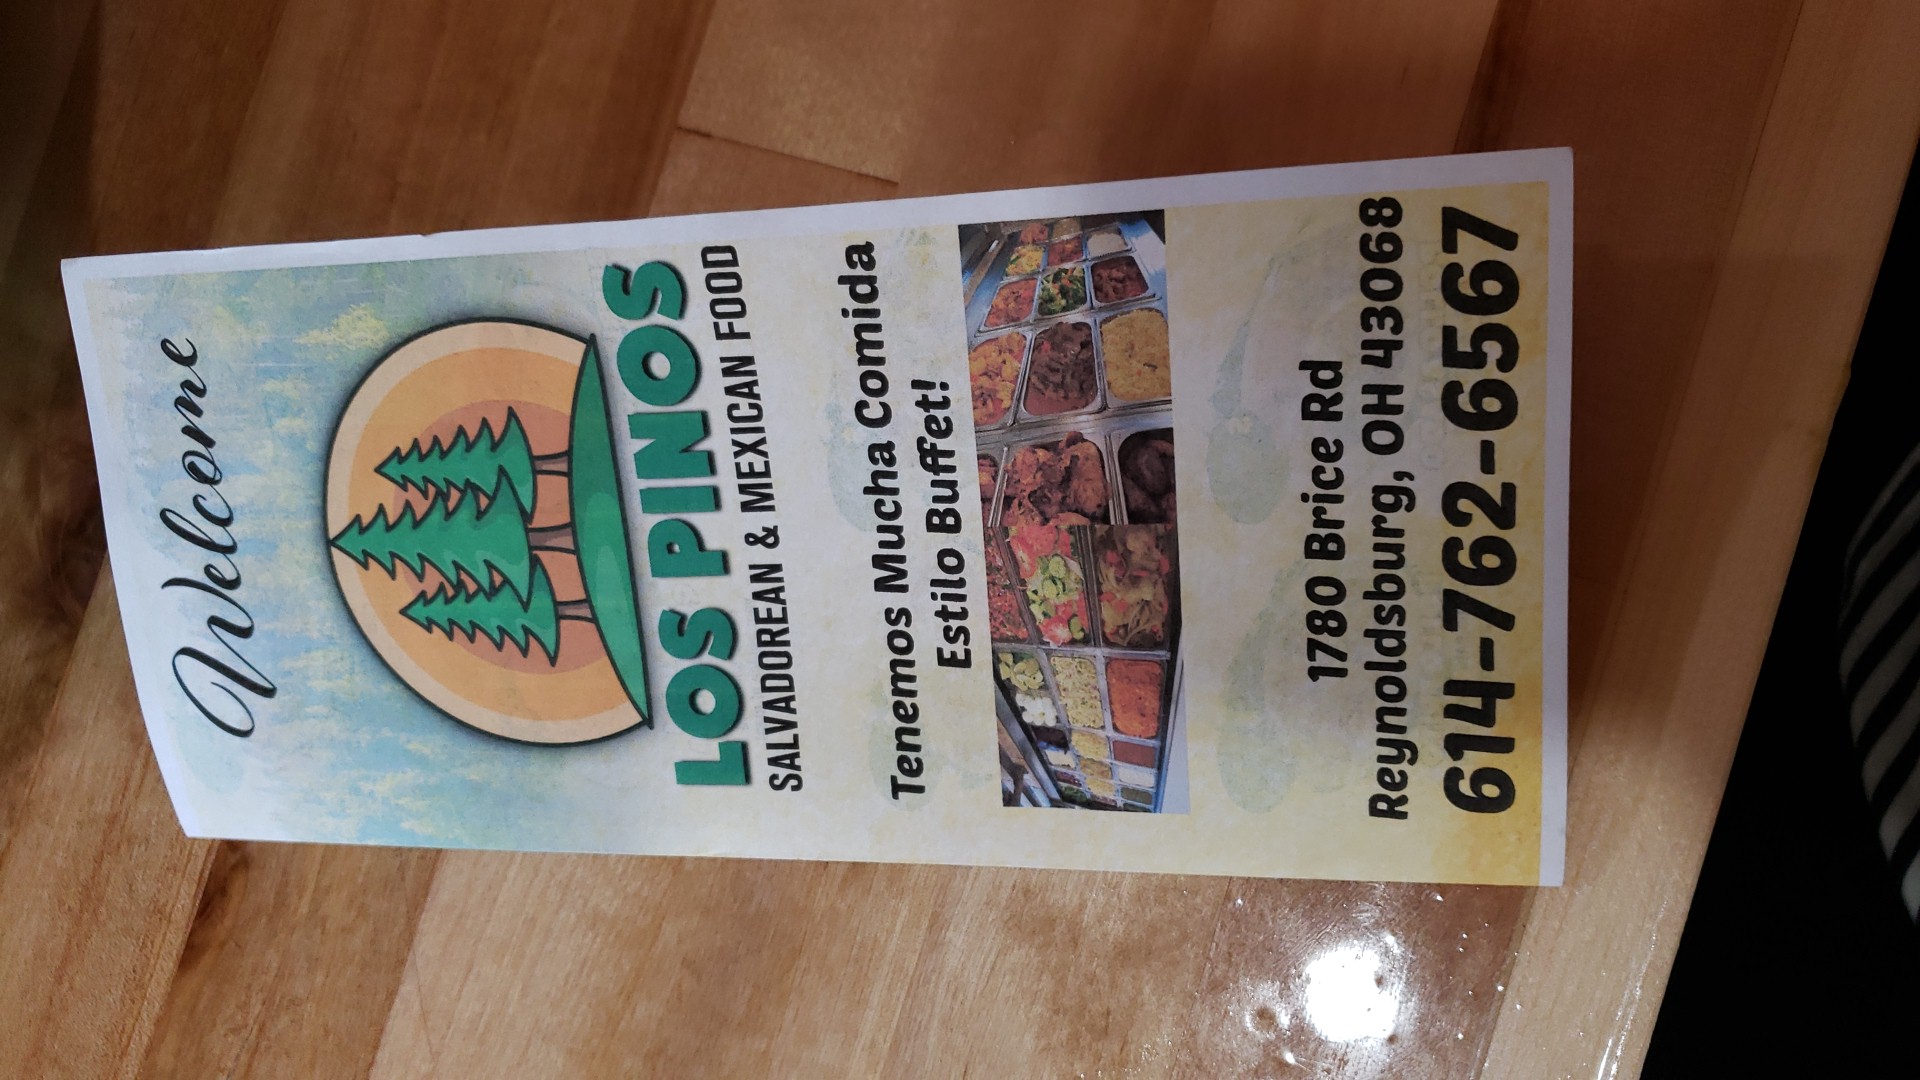 Welcome
LOS PINOS
SALVADOREAN & MEXICAN FOOD
Tenemos Mucha Comida
Estilo Buffet!
1780 Brice Rd
Reynoldsburg, OH 43068
614-762-6567